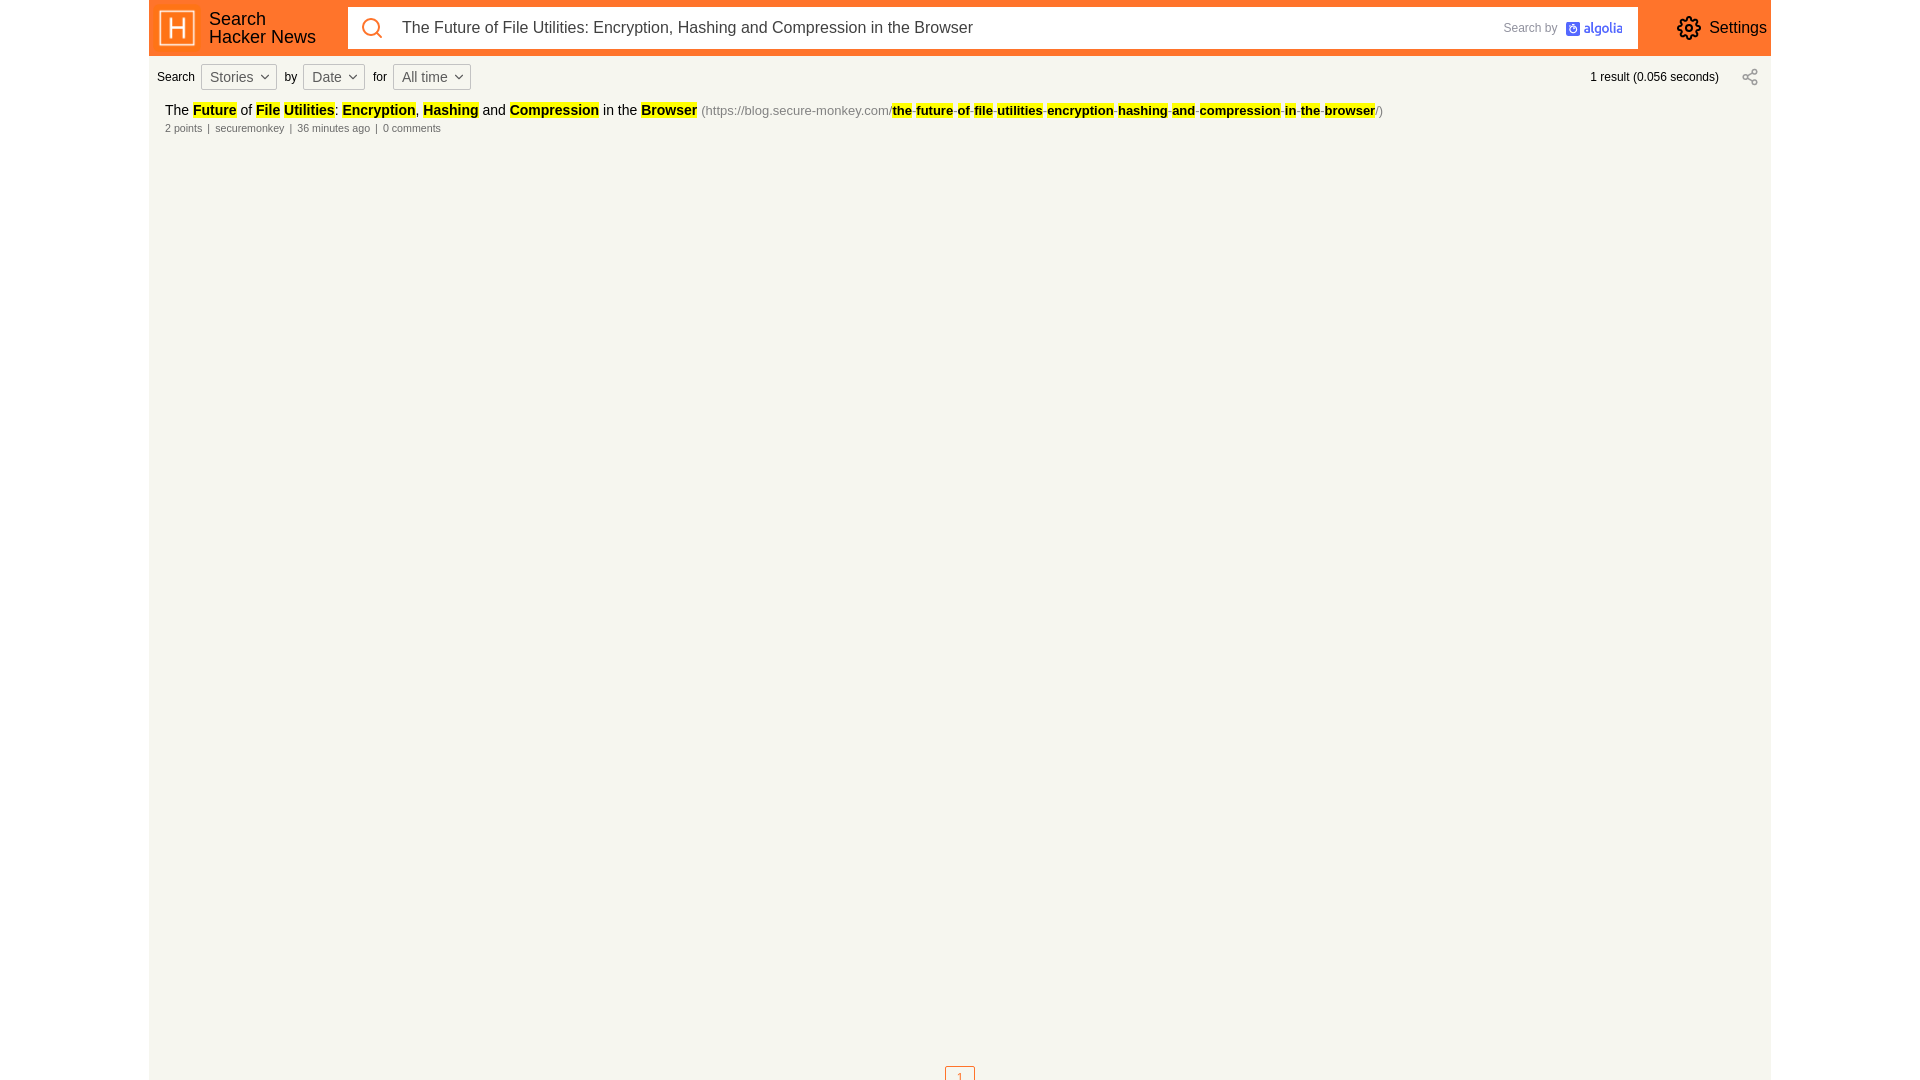 Search
Hacker News
The Future of File Utilities: Encryption, Hashing and Compression in the Browser
Search by algolia
Settings
Search Stories by Date for All time
1 result (0.056 seconds)
The Future of File Utilities: Encryption, Hashing and Compression in the Browser (https://blog.secure-monkey.com/the-future-of-file-utilities-encryption-hashing-and-compression-in-the-browser/)
2 points | securemonkey | 36 minutes ago | 0 comments
1